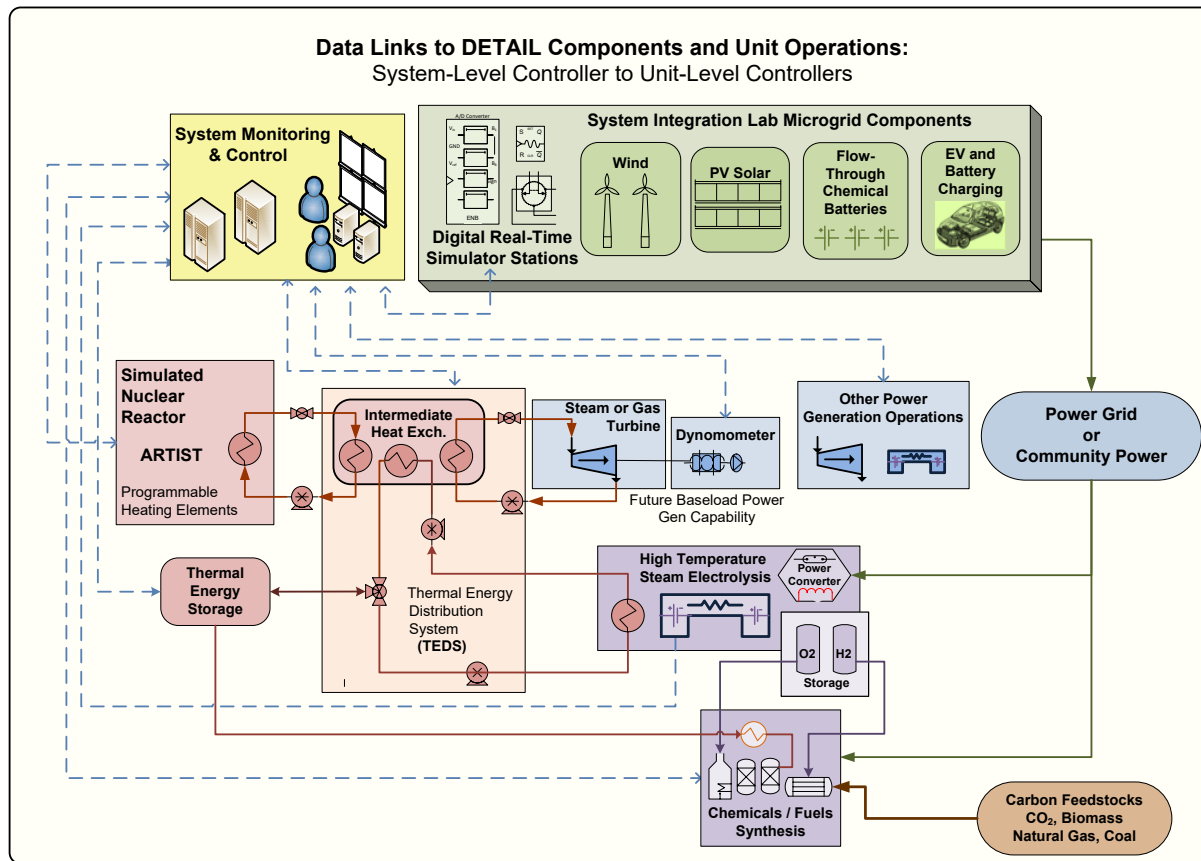 Data Links to DETAIL Components and Unit Operations:
System-Level Controller to Unit-Level Controllers
System Monitoring
& Control
A/D Converter
GND
ENB
S
Q
R
Q
Digital Real-Time
Simulator Stations
System Integration Lab Microgrid Components
Wind
PV Solar
Flow-
Through
Chemical
Batteries
EV and
Battery
Charging
Simulated
Nuclear
Reactor
ARTIST
Programmable
Heating Elements
Intermediate
Heat Exch.
Steam or Gas
Turbine
Dynomometer
Future Baseload Power
Gen Capability
Other Power
Generation Operations
Power Grid
or
Community Power
Thermal
Energy
Storage
Thermal Energy
Distribution
System
(TEDS)
High Temperature
Steam Electrolysis
Power
Converter
O2
H2
Storage
Chemicals / Fuels
Synthesis
Carbon Feedstocks
CO₂, Biomass
Natural Gas, Coal